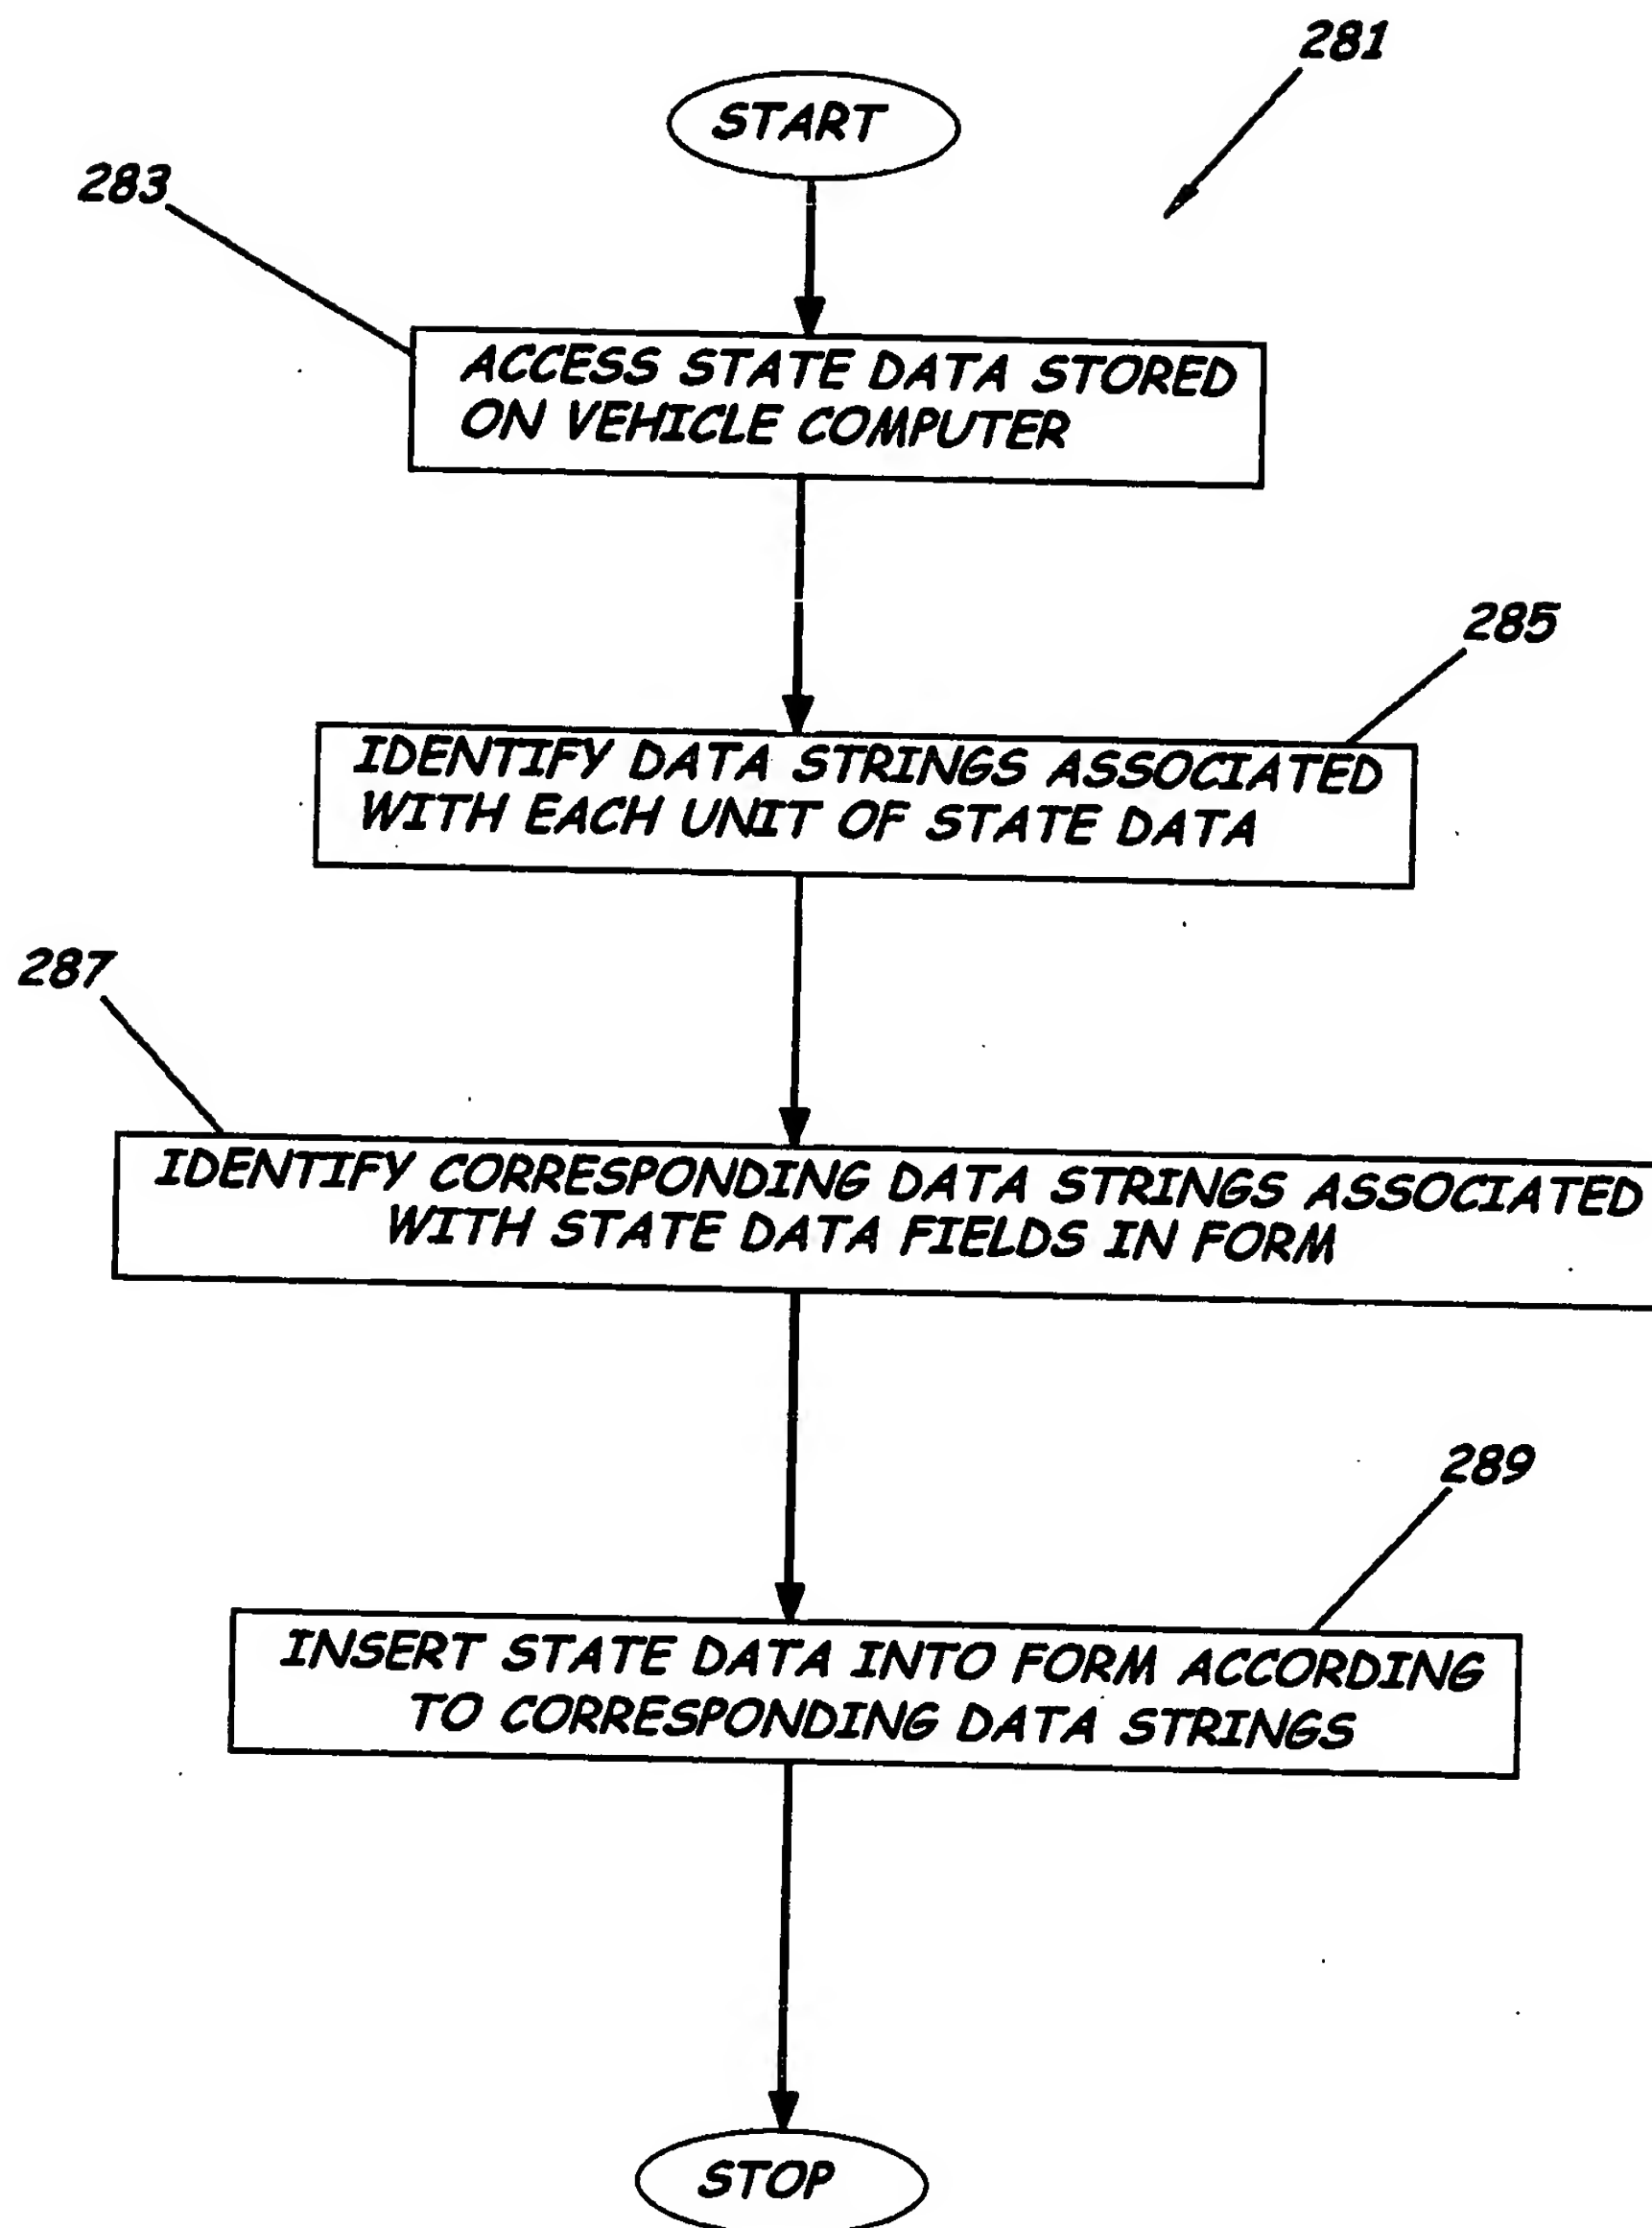 281
START
283
ACCESS STATE DATA STORED
ON VEHICLE COMPUTER
285
IDENTIFY DATA STRINGS ASSOCIATED
WITH EACH UNIT OF STATE DATA
287
IDENTIFY CORRESPONDING DATA STRINGS ASSOCIATED
WITH STATE DATA FIELDS IN FORM
289
INSERT STATE DATA INTO FORM ACCORDING
TO CORRESPONDING DATA STRINGS
STOP